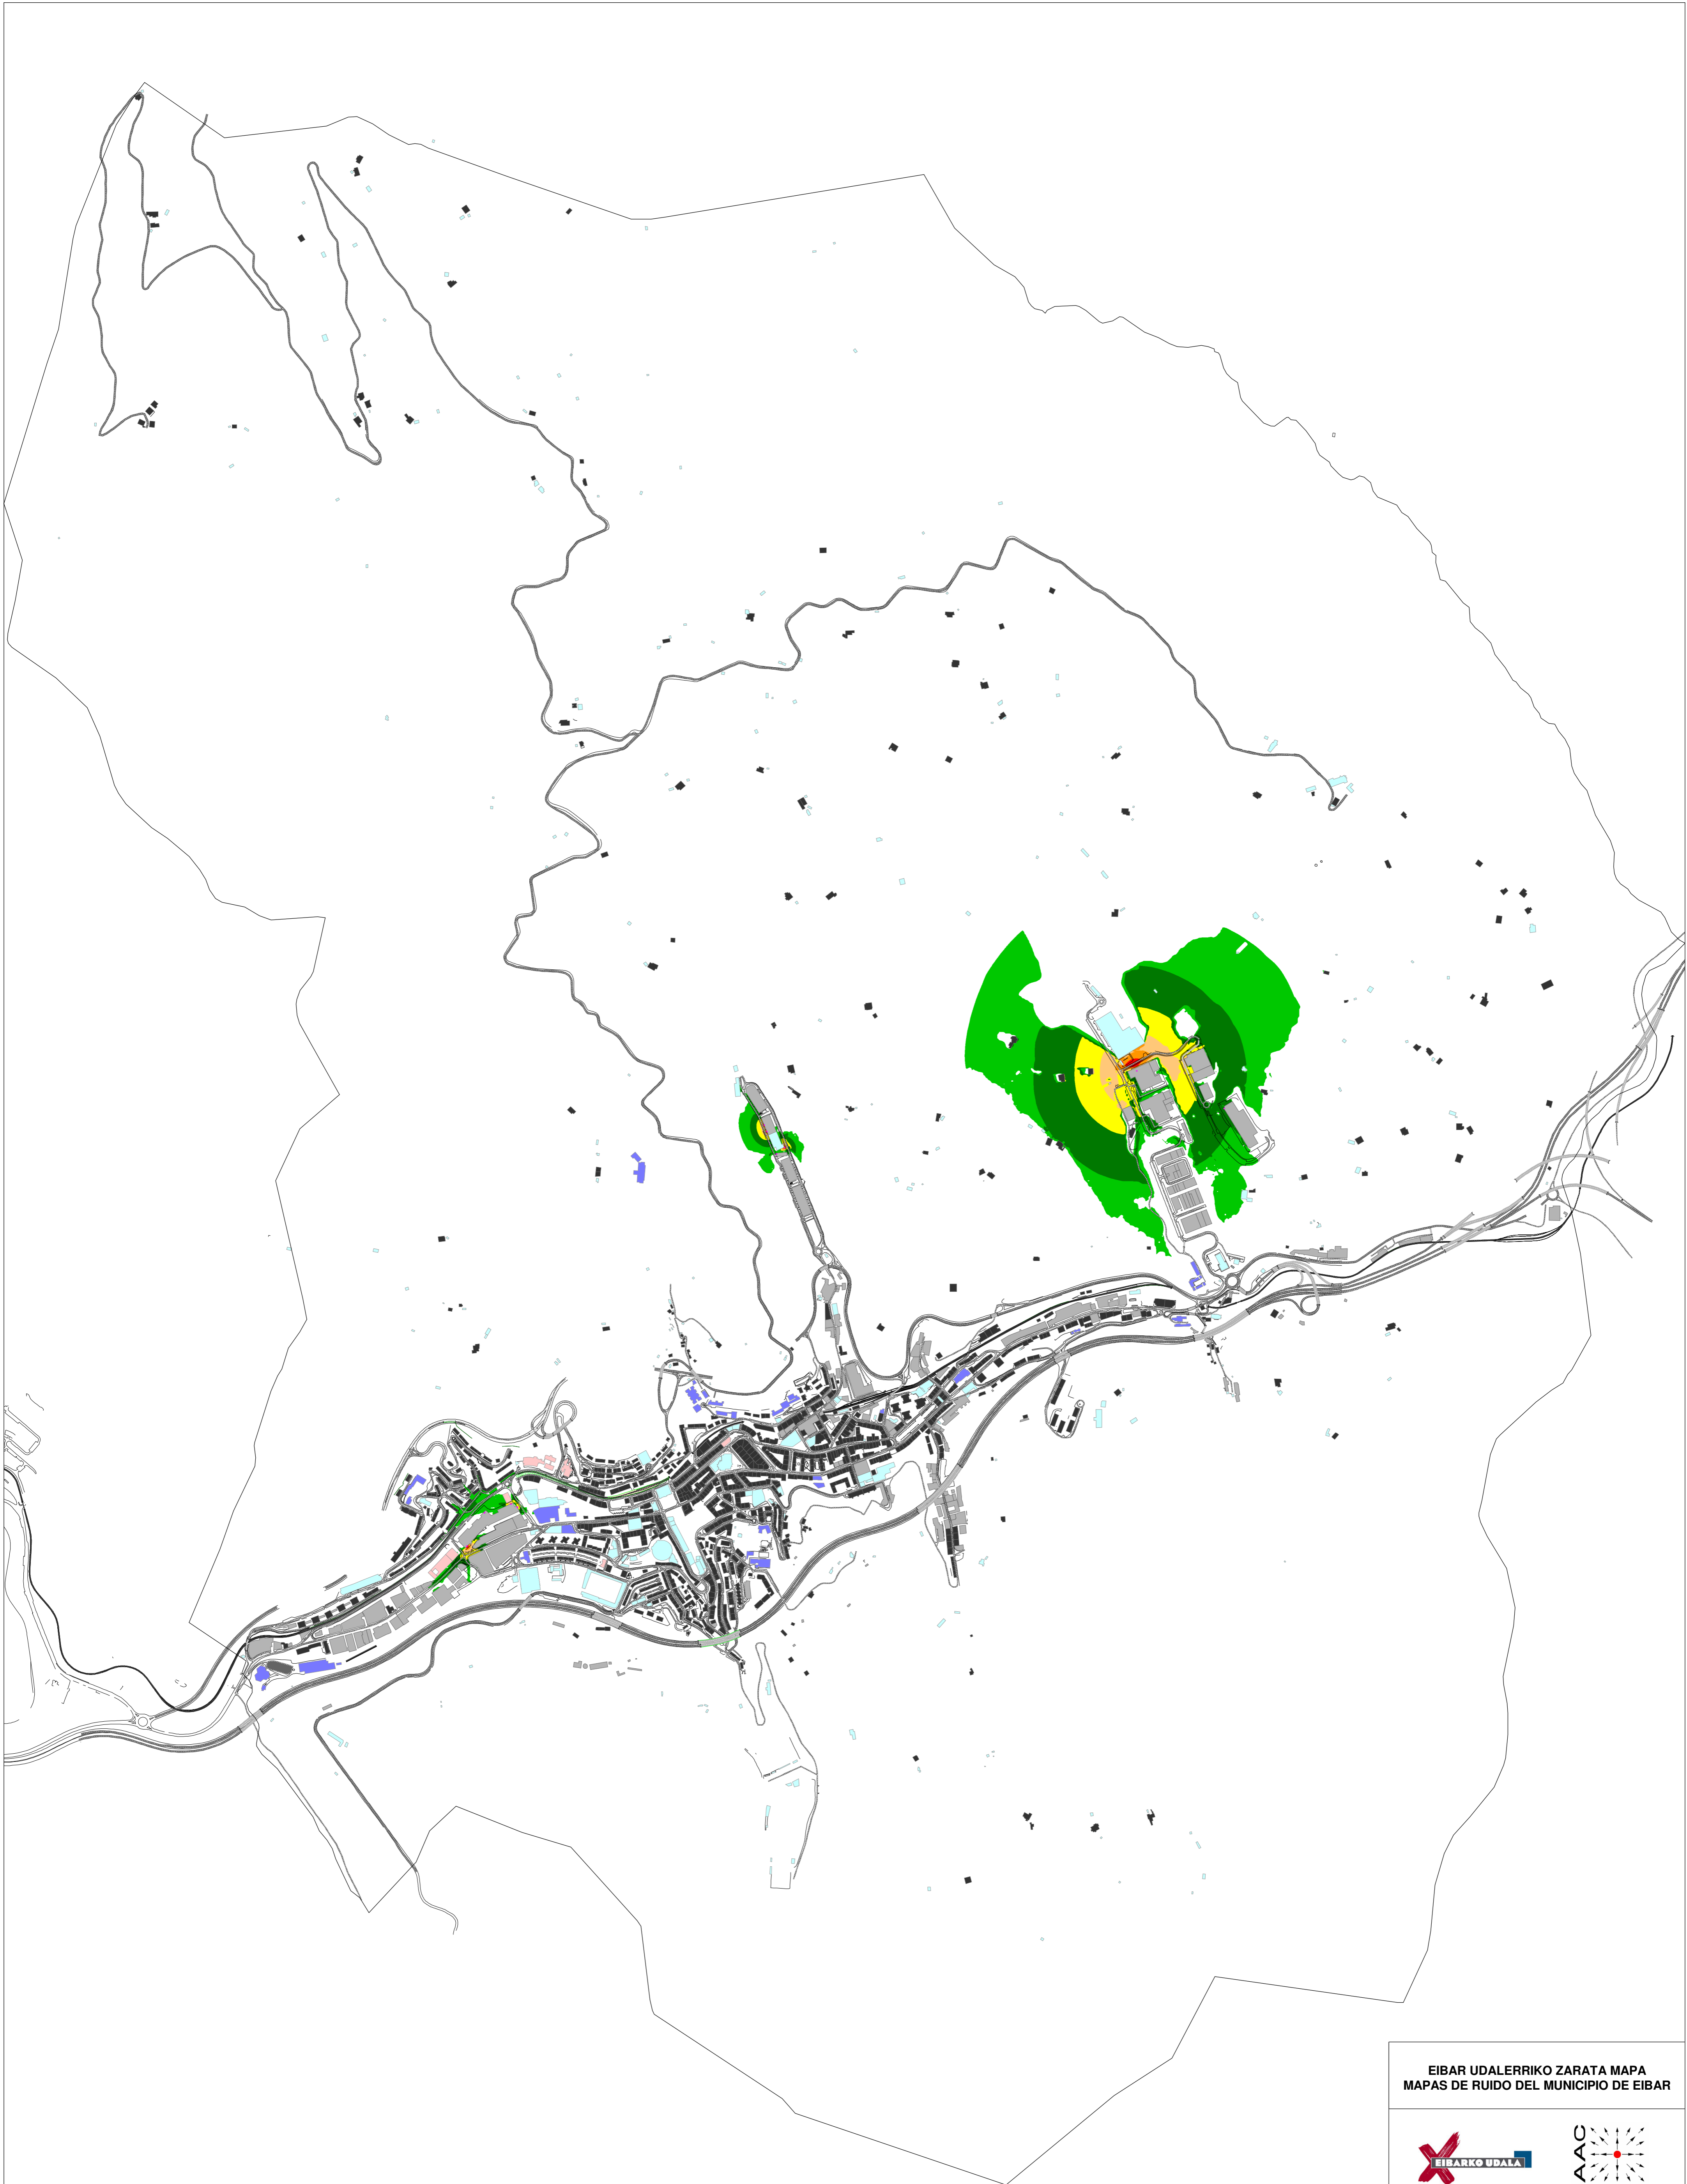 EIBAR UDALERRIKO ZARATA MAPA
MAPAS DE RUIDO DEL MUNICIPIO DE EIBAR
EIBARKO UDALA
AAC